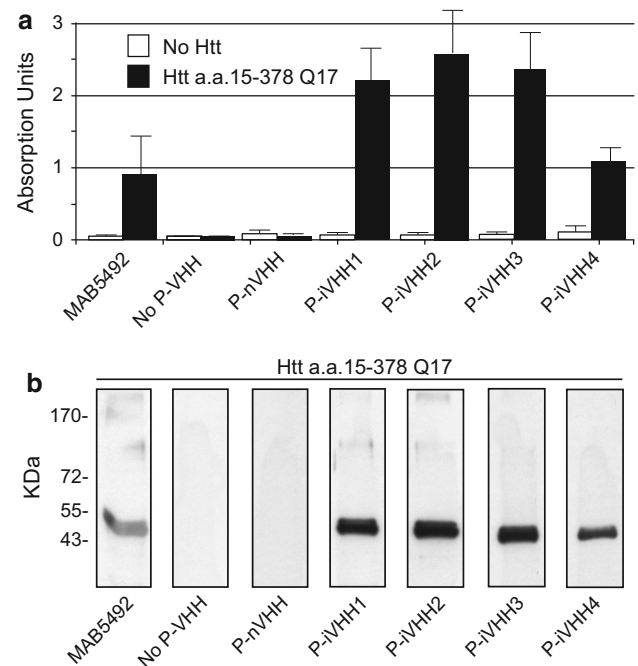 a
3
2
1
0
Absorption Units
No Htt
Htt a.a.15-378 Q17
MAB5492
No P-VHH
P-nVHH
P-iVHH1
P-iVHH2
P-iVHH3
P-iVHH4
b
Htt a.a.15-378 Q17
KDa
170-
72-
55-
43-
MAB5492
No P-VHH
P-nVHH
P-iVHH1
P-iVHH2
P-iVHH3
P-iVHH4